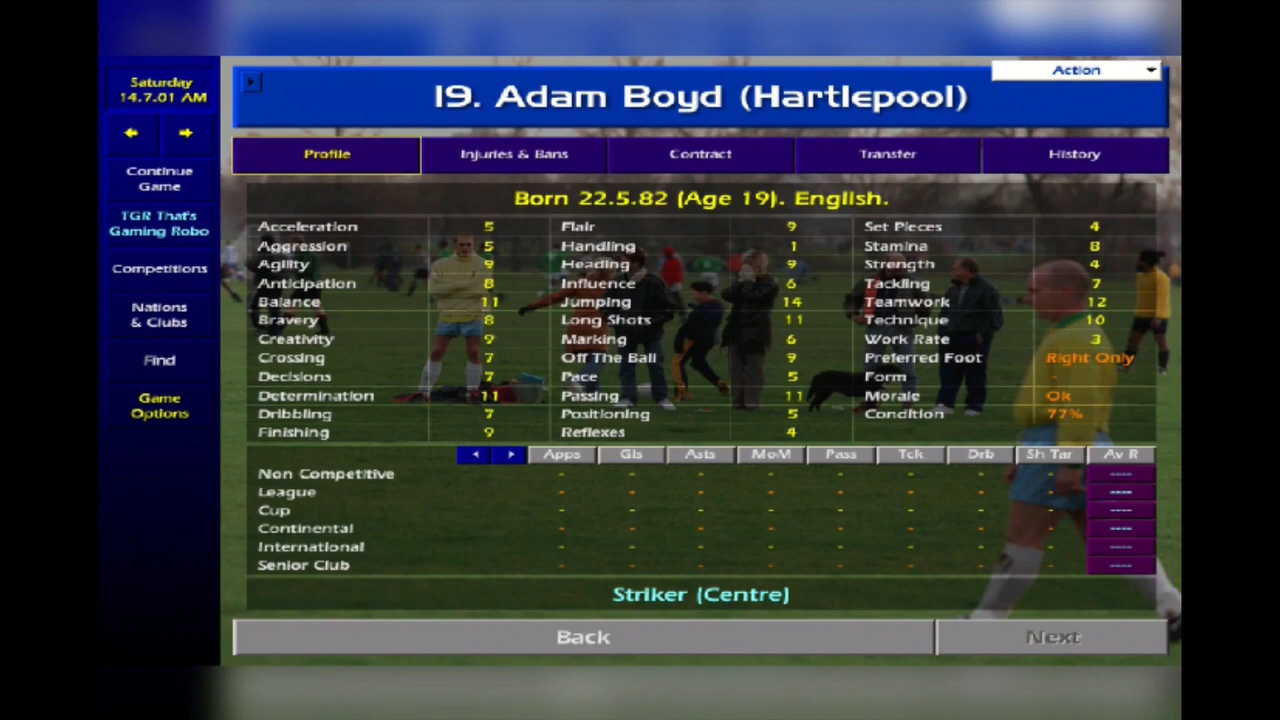 Saturday
14.7.01 AM
Continue
Game
TGR That's
Gaming Robo
Competitions
Nations
& Clubs
Find
Game
Options
Action
19. Adam Boyd (Hartlepool)
Profile Injuries & Bans Contract Transfer History
Born 22.5.82 (Age 19). English.
Acceleration 5 Flair 9 Set Pieces 4
Aggression 5 Handling 1 Stamina 8
Agility 9 Heading 9 Strength 4
Anticipation 8 Influence 6 Tackling 7
Balance 11 Jumping 14 Teamwork 12
Bravery 8 Long Shots 11 Technique 10
Creativity 9 Marking 6 Work Rate 3
Crossing 7 Off The Ball 9 Preferred Foot Right Only
Decisions 7 Pace 5 Form -
Determination 11 Passing 11 Morale Ok
Dribbling 7 Positioning 5 Condition 77%
Finishing 9 Reflexes 4
Apps Gls Asts MoM Pass Tck Drb Sh Tar Av R
Non Competitive - - - - - - - - ----
League - - - - - - - - ----
Cup - - - - - - - - ----
Continental - - - - - - - - ----
International - - - - - - - - ----
Senior Club - - - - - - - - ----
Striker (Centre)
Back Next